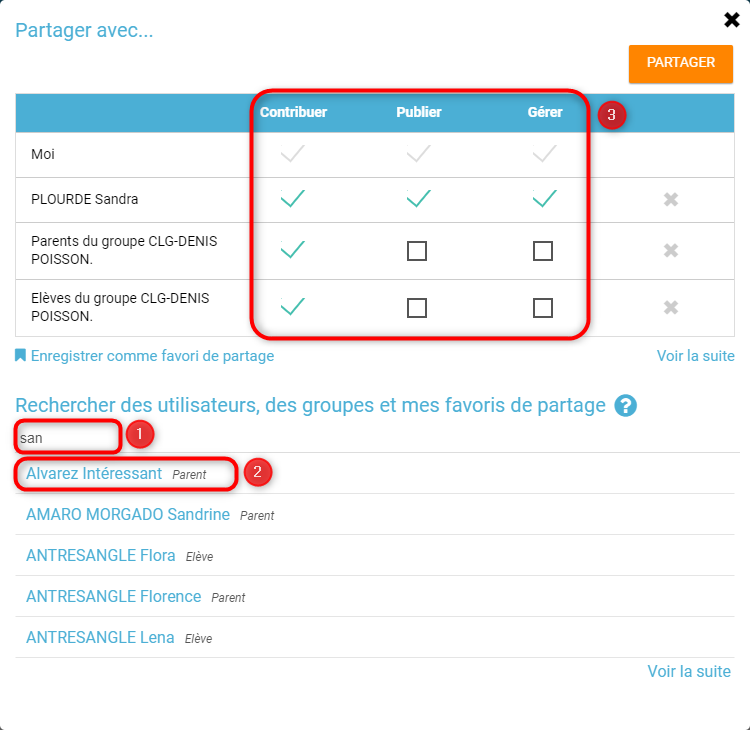 Partager avec...
PARTAGER
Contribuer Publier Gérer
3
Moi
PLOURDE Sandra
Parents du groupe CLG-DENIS
POISSON.
Elèves du groupe CLG-DENIS
POISSON.
Enregistrer comme favori de partage Voir la suite
Rechercher des utilisateurs, des groupes et mes favoris de partage ?
san 1
Alvarez Intéressant Parent 2
AMARO MORGADO Sandrine Parent
ANTRESANGLE Flora Elève
ANTRESANGLE Florence Parent
ANTRESANGLE Lena Elève
Voir la suite